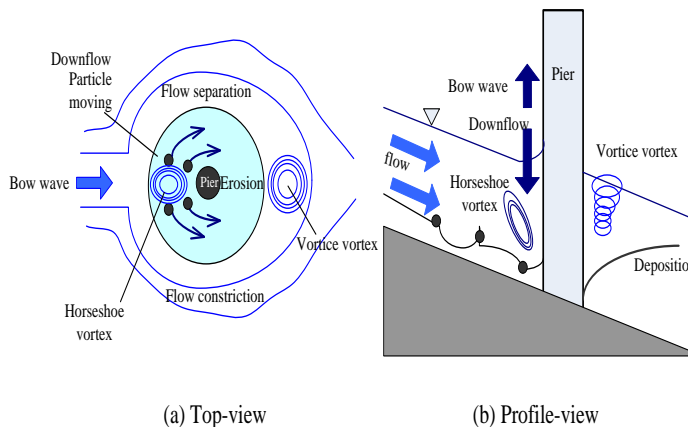 Downflow
Particle
moving
Flow separation
Bow wave
Pier
Erosion
Vortice vortex
Flow constriction
Horseshoe
vortex
(a) Top-view
Pier
Bow wave
Downflow
flow
Vortice vortex
Horseshoe
vortex
Deposition
(b) Profile-view